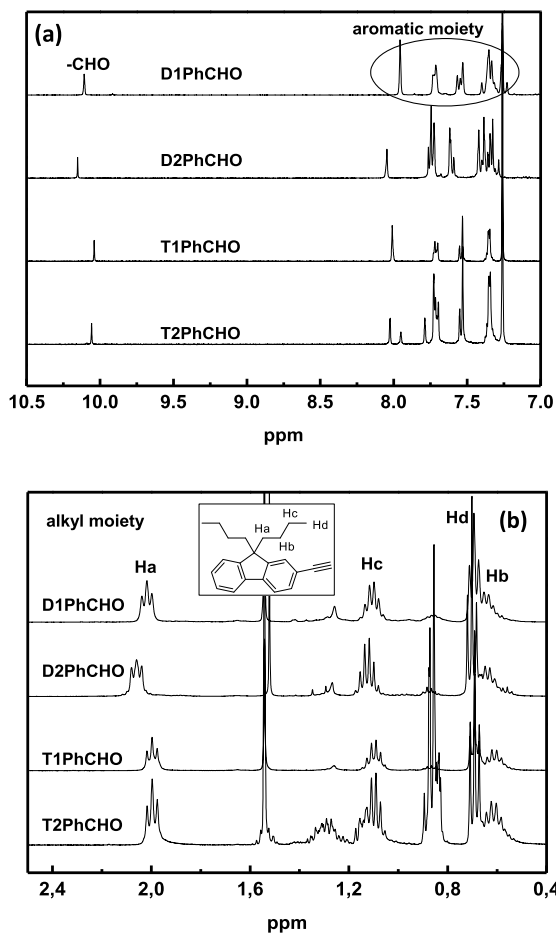 (a)
aromatic moiety
-CHO
D1PhCHO
D2PhCHO
T1PhCHO
T2PhCHO
10.5 10.0 9.5 9.0 8.5 8.0 7.5 7.0
ppm
alkyl moiety
(b)
Hc
Ha
Hd
Hb
Hd
Ha
Hc
Hb
D1PhCHO
D2PhCHO
T1PhCHO
T2PhCHO
2,4 2,0 1,6 1,2 0,8 0,4
ppm